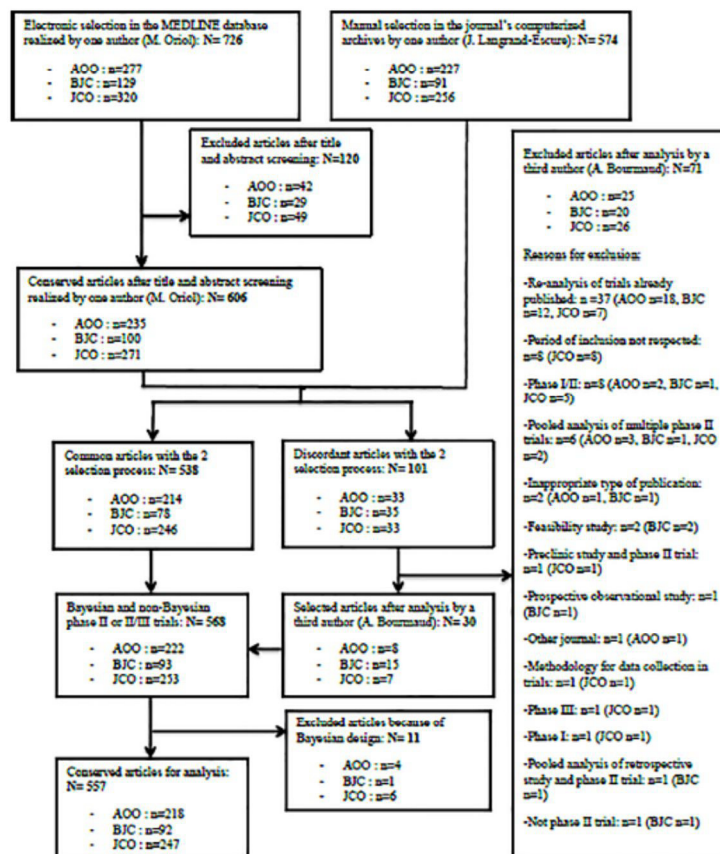 Electronic selection in the MEDLINE database
realized by one author (M. Oriol): N= 726
- AOO : n=277
- BJC : n=129
- JCO : n=320
Manual selection in the journal's computerized
archives by one author (J. Langrand-Escure): N= 574
- AOO : n=227
- BJC : n=91
- JCO : n=256
Excluded articles after title
and abstract screening: N=120
- AOO : n=42
- BJC : n=29
- JCO : n=49
Conserved articles after title and abstract screening
realized by one author (M. Oriol): N= 606
- AOO : n=235
- BJC : n=100
- JCO : n=271
Common articles with the 2
selection process: N= 538
- AOO : n=214
- BJC : n=78
- JCO : n=246
Discordant articles with the 2
selection process: N= 101
- AOO : n=33
- BJC : n=35
- JCO : n=33
Bayesian and non-Bayesian
phase II or II/III trials: N= 568
- AOO : n=222
- BJC : n=93
- JCO : n=253
Selected articles after analysis by a
third author (A. Bourmaud): N= 30
- AOO : n=8
- BJC : n=15
- JCO : n=7
Excluded articles because of
Bayesian design: N= 11
- AOO : n=4
- BJC : n=1
- JCO : n=6
Conserved articles for analysis:
N= 557
- AOO : n=218
- BJC : n=92
- JCO : n=247
Excluded articles after analysis by a
third author (A. Bourmaud): N=71
- AOO : n=25
- BJC : n=20
- JCO : n=26
Reasons for exclusion:
-Re-analysis of trials already
published: n =37 (AOO n=18, BJC
n=12, JCO n=7)
-Period of inclusion not respected:
n=8 (JCO n=8)
-Phase I/II: n=8 (AOO n=2, BJC n=1,
JCO n=5)
-Pooled analysis of multiple phase II
trials: n=6 (AOO n=3, BJC n=1, JCO
n=2)
-Inappropriate type of publication:
n=2 (AOO n=1, BJC n=1)
-Feasibility study: n=2 (BJC n=2)
-Preclinic study and phase II trial:
n=1 (JCO n=1)
-Prospective observational study: n=1
(BJC n=1)
-Other journal: n=1 (AOO n=1)
-Methodology for data collection in
trials: n=1 (JCO n=1)
-Phase III: n=1 (JCO n=1)
-Phase I: n=1 (JCO n=1)
-Pooled analysis of retrospective
study and phase II trial: n=1 (BJC
n=1)
-Not phase II trial: n=1 (BJC n=1)